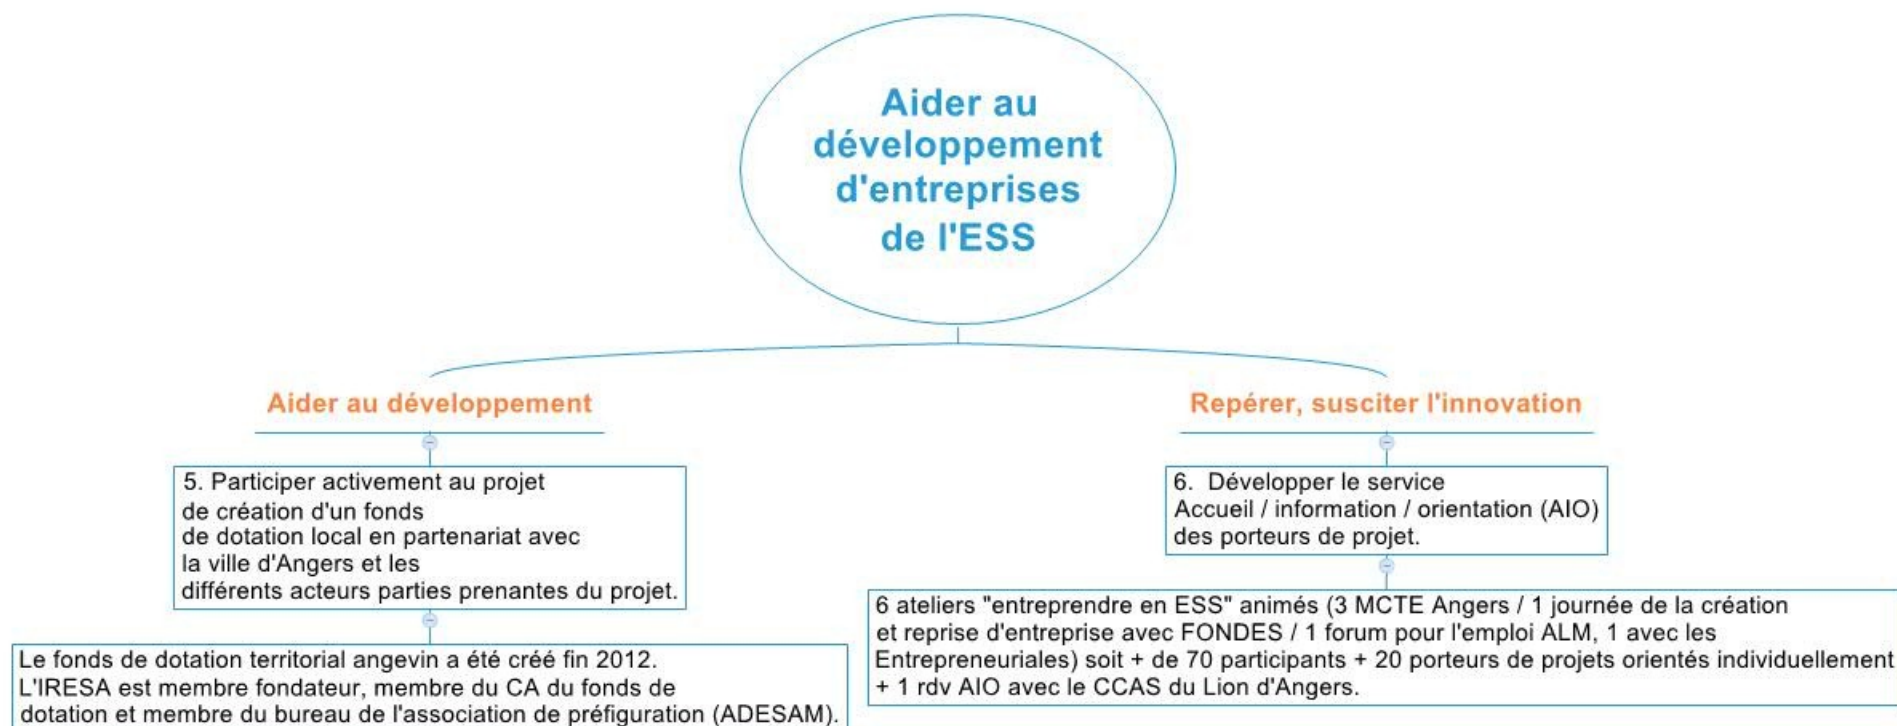 Aider au
développement
d'entreprises
de l'ESS
Aider au développement
5. Participer activement au projet
de création d'un fonds
de dotation local en partenariat avec
la ville d'Angers et les
différents acteurs parties prenantes du projet.
Le fonds de dotation territorial angevin a été créé fin 2012.
L'IRESA est membre fondateur, membre du CA du fonds de
dotation et membre du bureau de l'association de préfiguration (ADESAM).
Repérer, susciter l'innovation
6. Développer le service
Accueil / information / orientation (AIO)
des porteurs de projet.
6 ateliers "entreprendre en ESS" animés (3 MCTE Angers / 1 journée de la création
et reprise d'entreprise avec FONDES / 1 forum pour l'emploi ALM, 1 avec les
Entrepreneuriales) soit + de 70 participants + 20 porteurs de projets orientés individuellement
+ 1 rdv AIO avec le CCAS du Lion d'Angers.